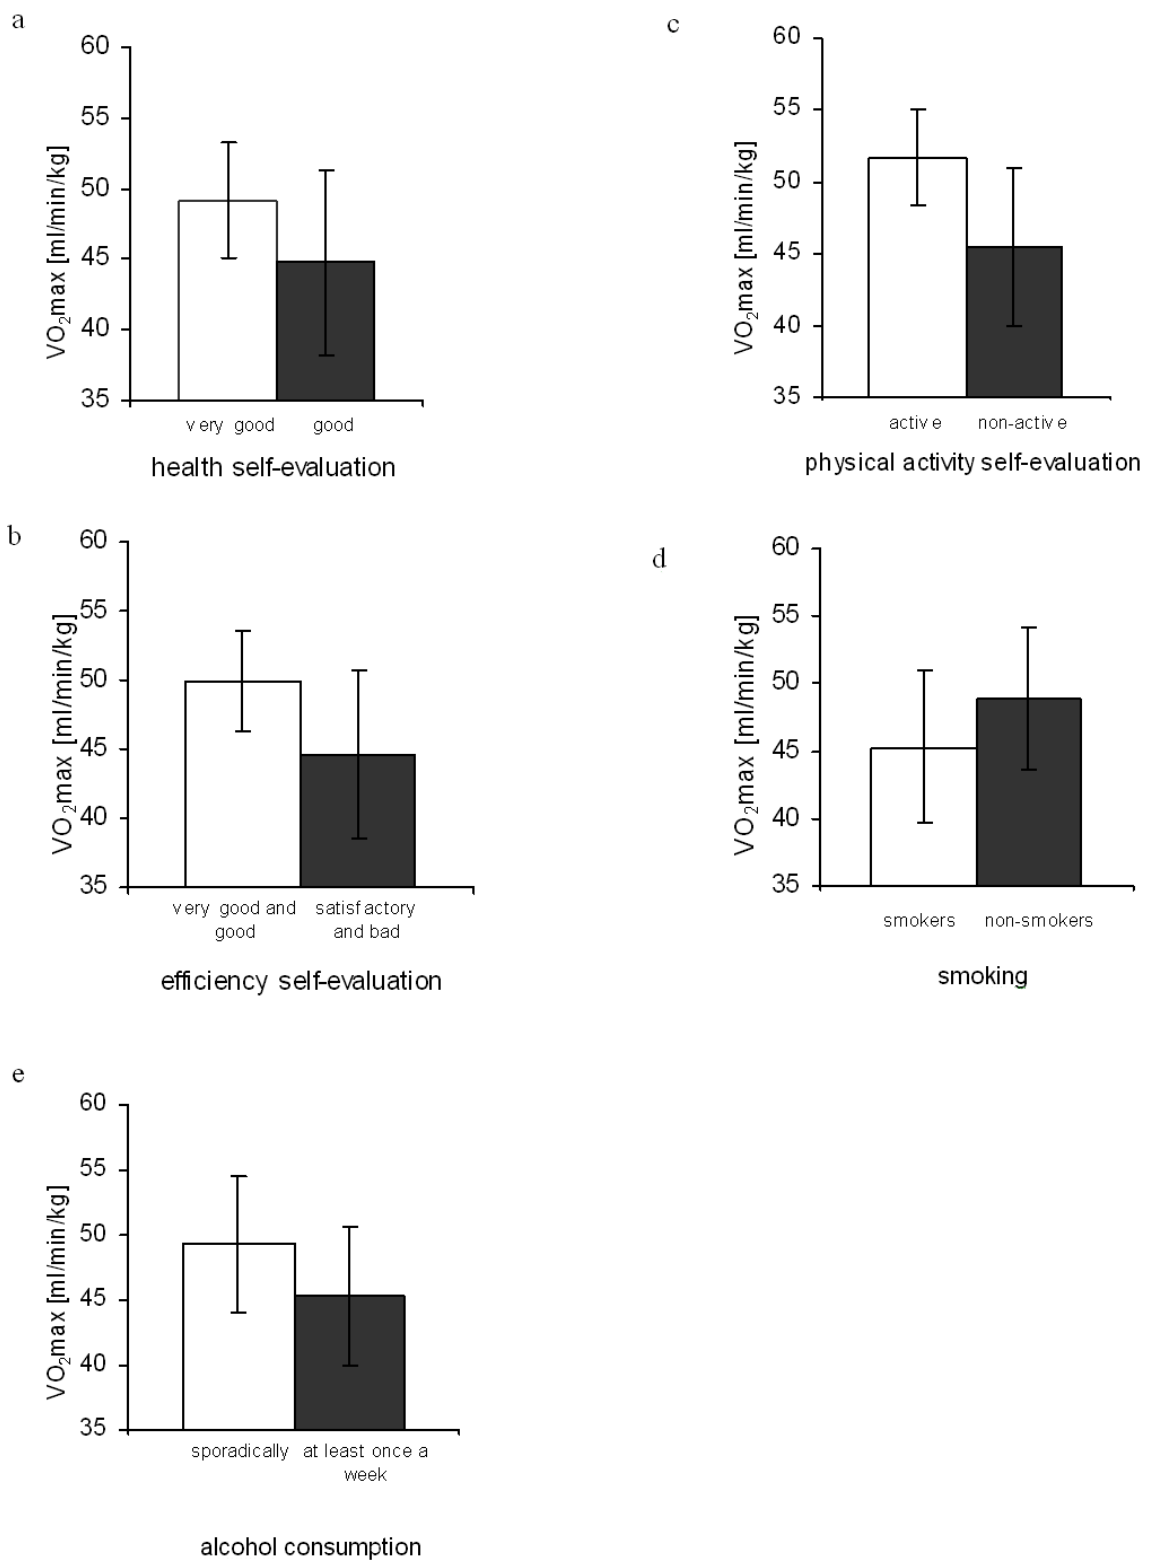 a
60
55
50
45
40
35
VO2max [ml/min/kg]
very good good
health self-evaluation
c
60
55
50
45
40
35
VO2max [ml/min/kg]
active non-active
physical activity self-evaluation
b
60
55
50
45
40
35
VO2max [ml/min/kg]
very good and
good
satisfactory
and bad
efficiency self-evaluation
d
60
55
50
45
40
35
VO2max [ml/min/kg]
smokers non-smokers
smoking
e
60
55
50
45
40
35
VO2max [ml/min/kg]
sporadically at least once a
week
alcohol consumption